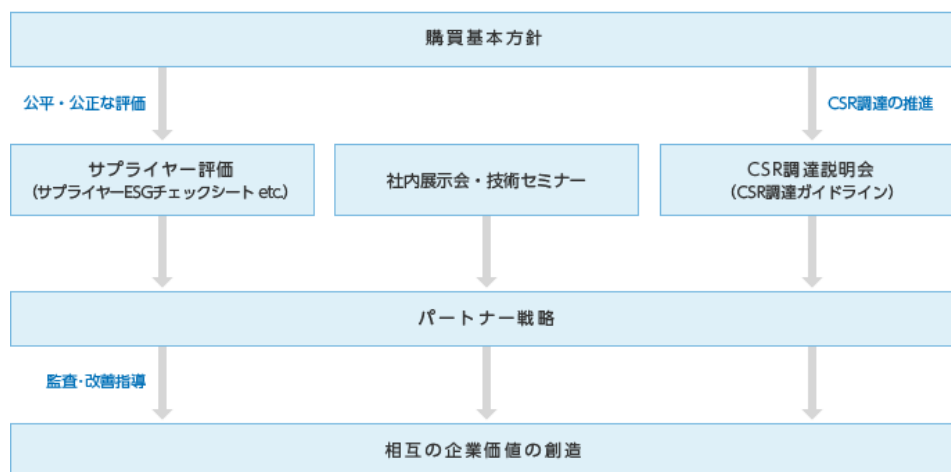 購買基本方針
公平・公正な評価
CSR調達の推進
サプライヤー評価
(サプライヤーESGチェックシート etc.)
社内展示会・技術セミナー
CSR調達説明会
(CSR調達ガイドライン)
パートナー戦略
監査・改善指導
相互の企業価値の創造